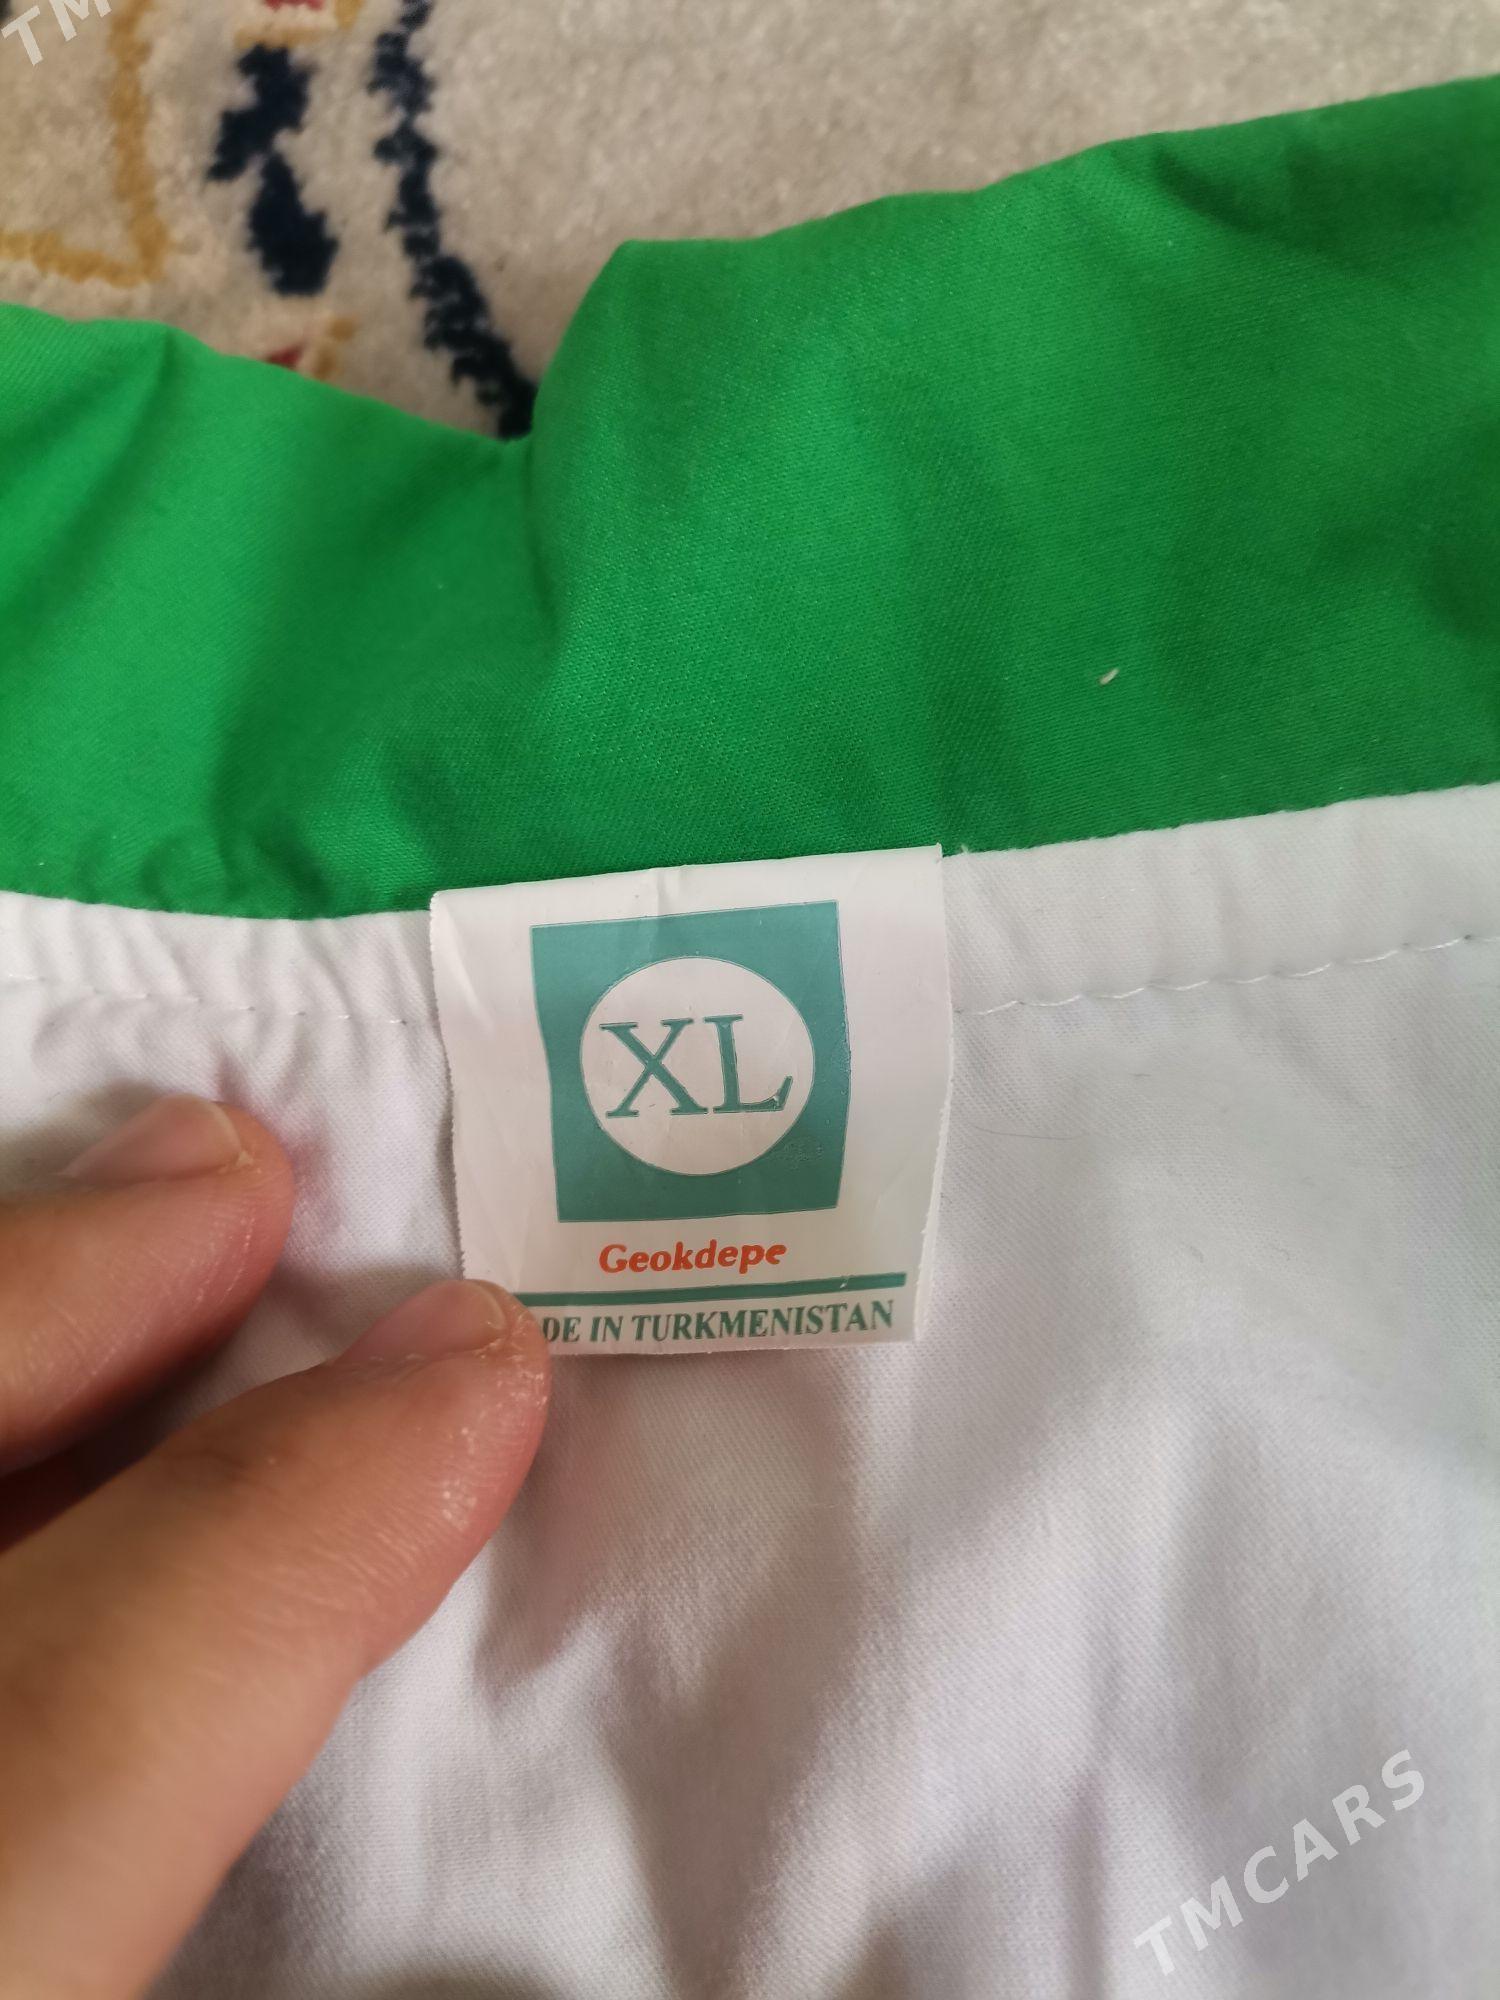 TM
XL
Geokdepe
DE IN TURKMENISTAN
TMCARS